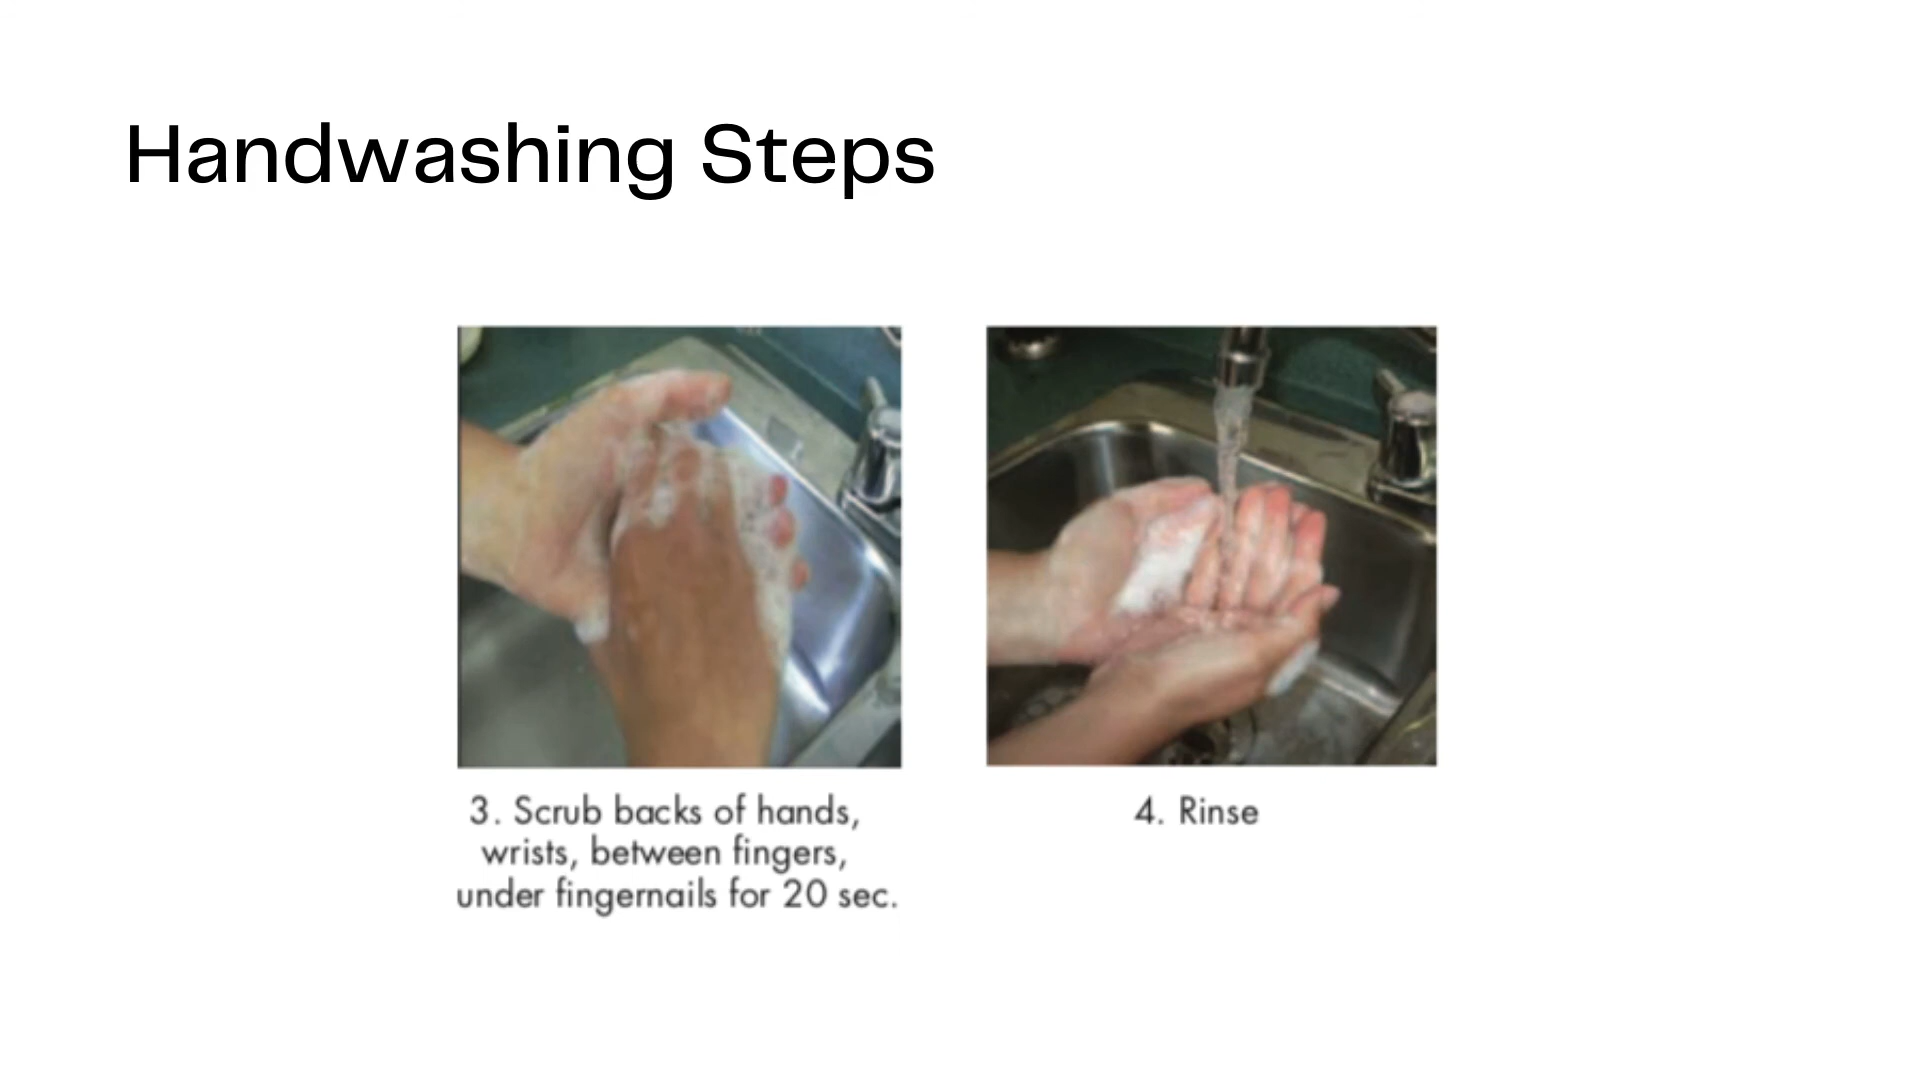 Handwashing Steps
3. Scrub backs of hands,
wrists, between fingers,
under fingernails for 20 sec.
4. Rinse